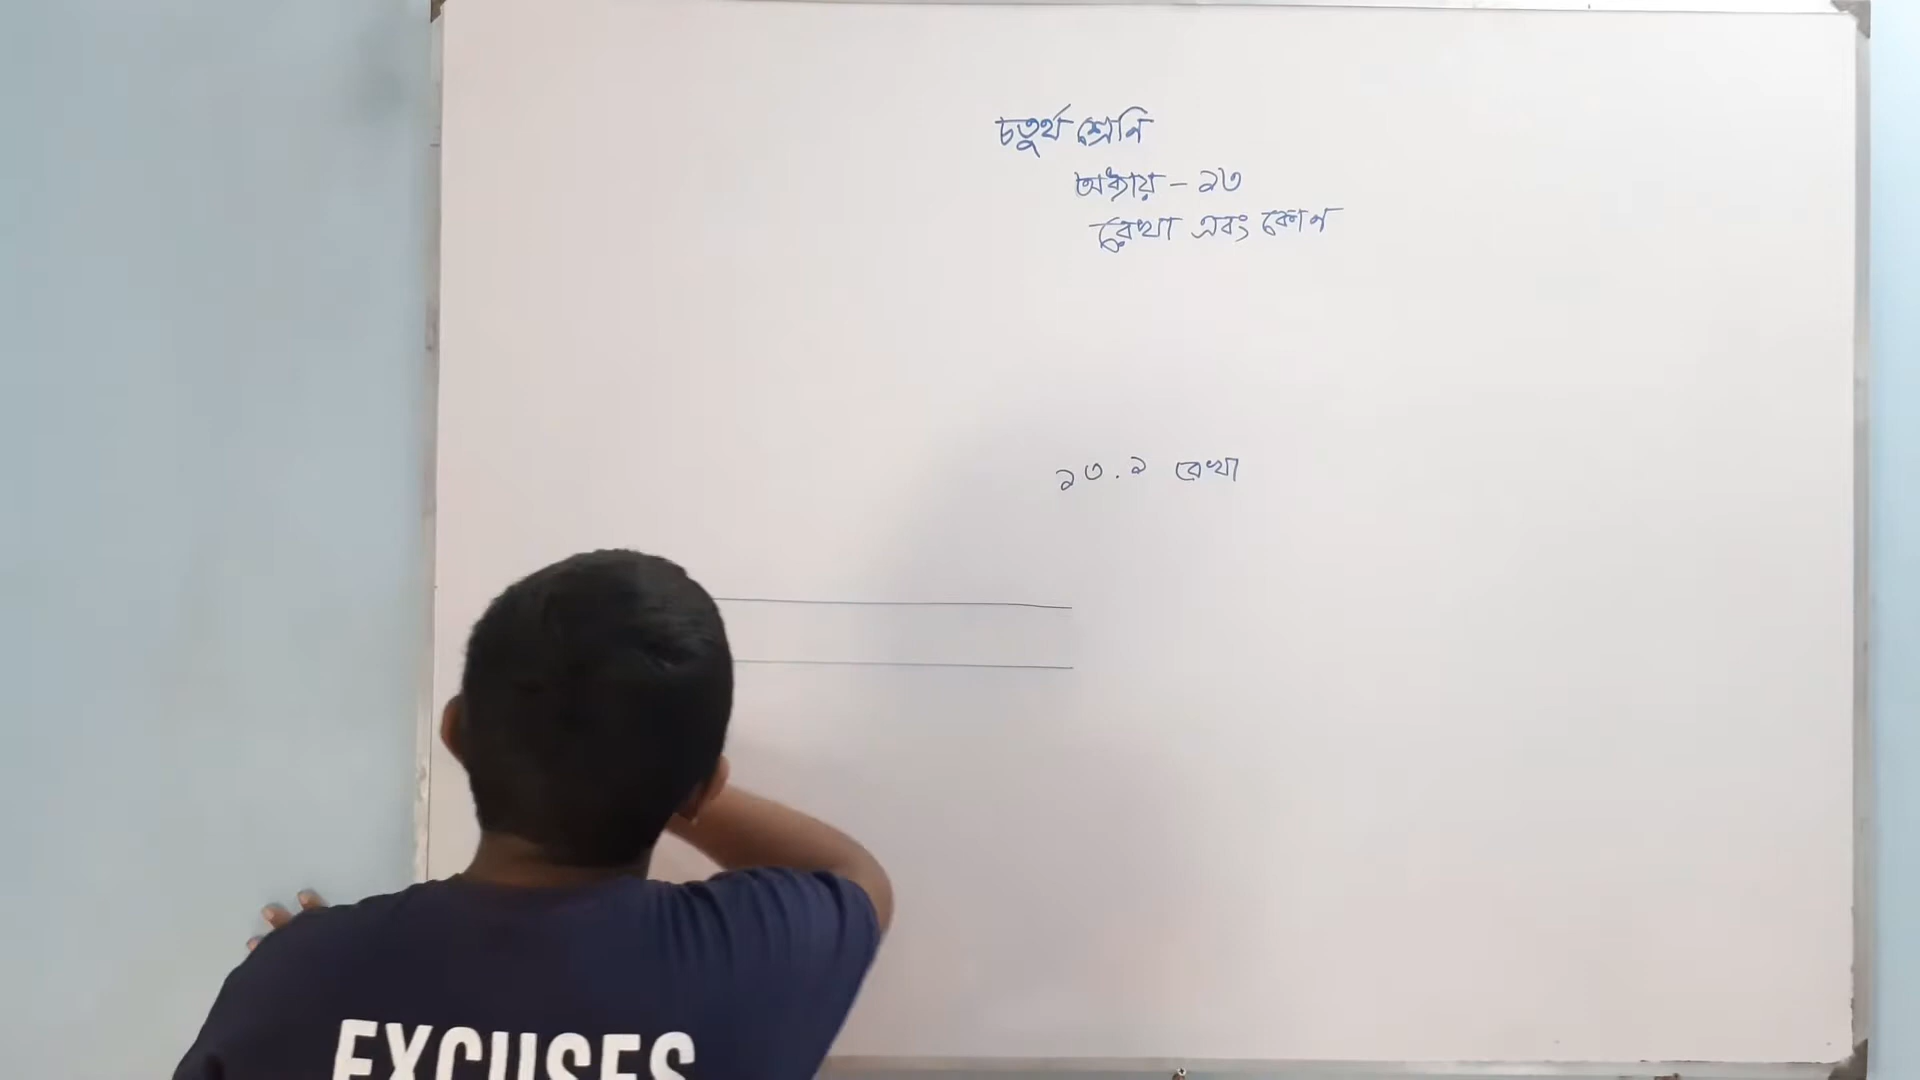 চতুর্থ শ্রেনি
অধ্যায় - ১৩
রেখা এবং কোন
১৩.১ রেখা
EXCUSES